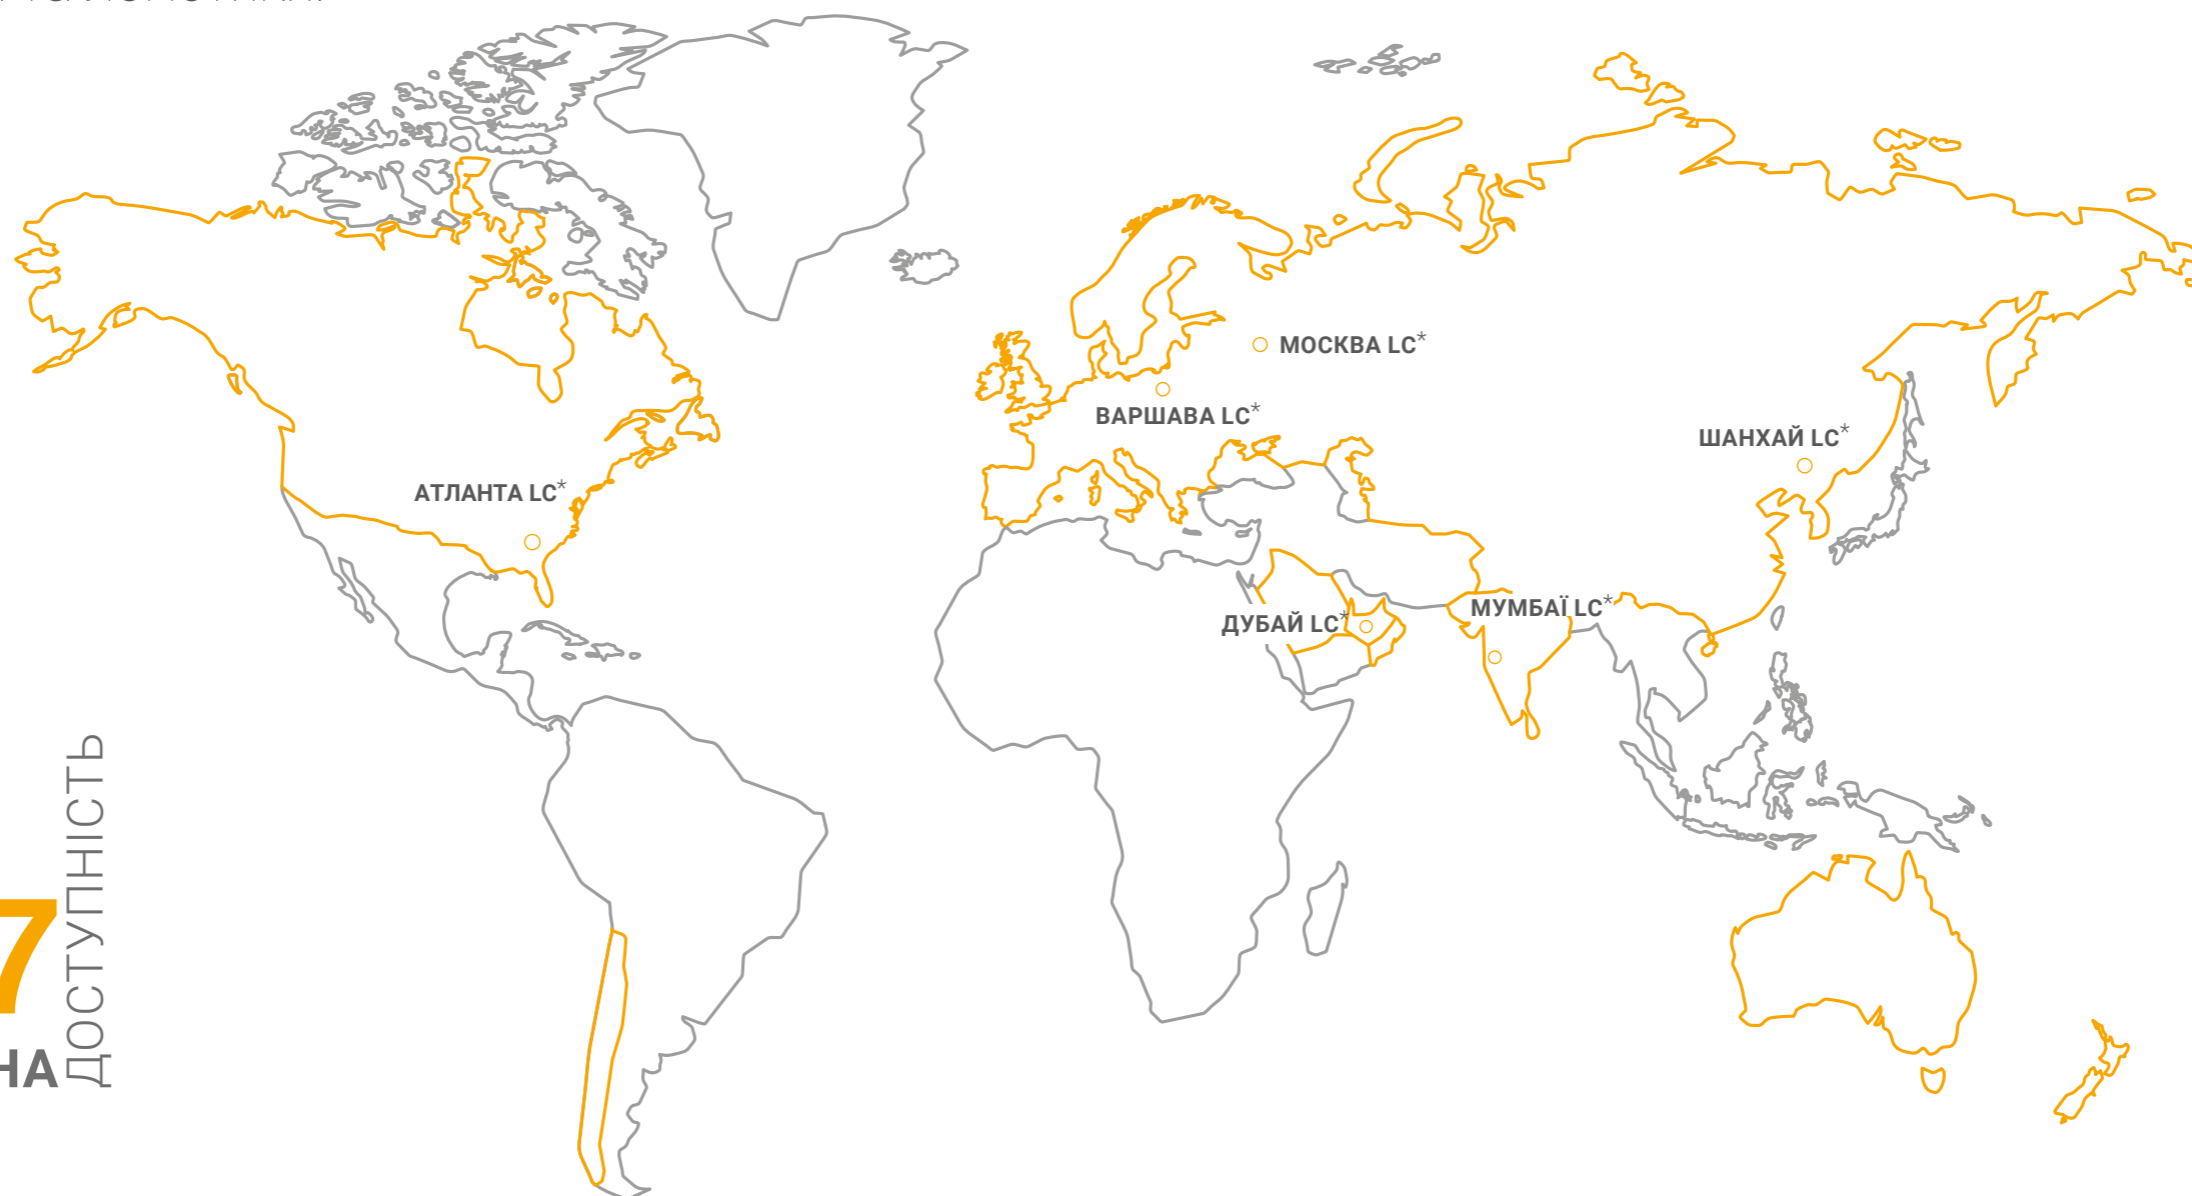 МОСКВА LC*
ВАРШАВА LC*
ШАНХАЙ LC*
АТЛАНТА LC*
МУМБАЇ LC*
ДУБАЙ LC*
ДОСТУПНІСТЬ
7
НА